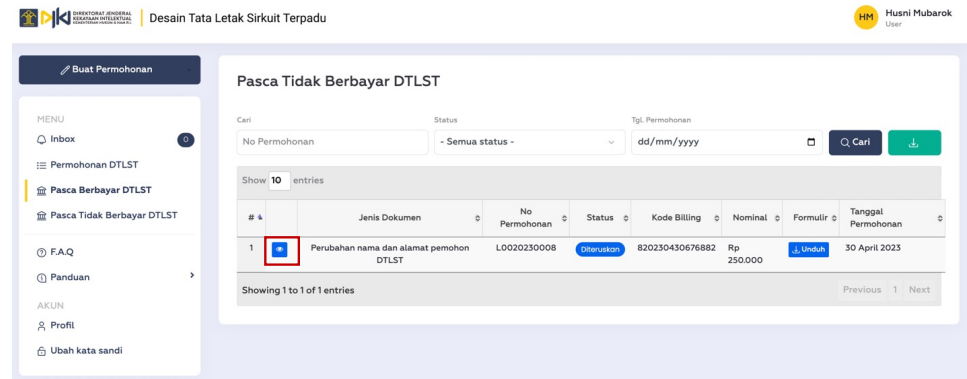 DIREKTORAT JENDERAL
KEKAYAAN INTELEKTUAL
KEMENTERIAN HUKUM & HAM R.I.
Desain Tata Letak Sirkuit Terpadu
HM
Husni Mubarok
User
Buat Permohonan
MENU
Inbox 0
Permohonan DTLST
Pasca Berbayar DTLST
Pasca Tidak Berbayar DTLST
F.A.Q
Panduan
AKUN
Profil
Ubah kata sandi
Pasca Tidak Berbayar DTLST
Cari Status Tgl. Permohonan
No Permohonan - Semua status - dd/mm/yyyy Cari
Show 10 entries
# Jenis Dokumen No Permohonan Status Kode Billing Nominal Formulir Tanggal Permohonan
1 Perubahan nama dan alamat pemohon DTLST L0020230008 Diteruskan 820230430676882 Rp 250.000 Unduh 30 April 2023
Showing 1 to 1 of 1 entries
Previous 1 Next